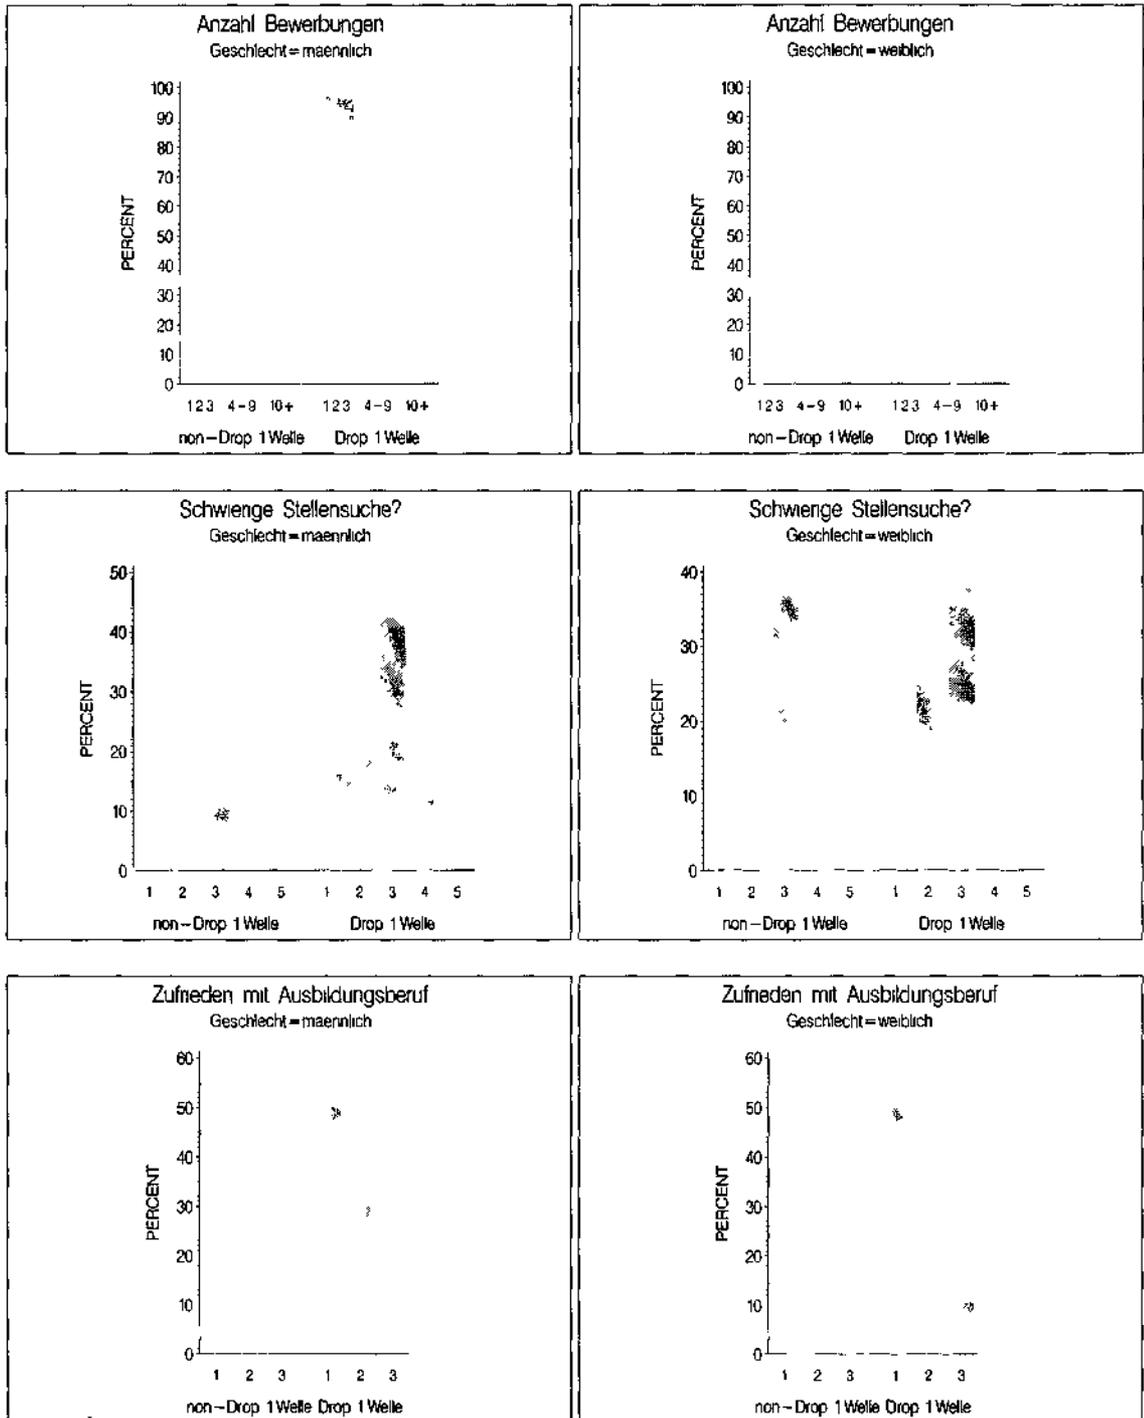 Anzahl Bewerbungen
Geschlecht=maennlich
PERCENT
100
90
80
70
60
50
40
30
20
10
0
123 4-9 10+ 123 4-9 10+
non-Drop 1 Welle Drop 1 Welle
Anzahl Bewerbungen
Geschlecht=weiblich
PERCENT
100
90
80
70
60
50
40
30
20
10
0
123 4-9 10+ 123 4-9 10+
non-Drop 1 Welle Drop 1 Welle
Schwierige Stellensuche?
Geschlecht=maennlich
PERCENT
50
40
30
20
10
0
1 2 3 4 5 1 2 3 4 5
non-Drop 1 Welle Drop 1 Welle
Schwierige Stellensuche?
Geschlecht=weiblich
PERCENT
40
30
20
10
0
1 2 3 4 5 1 2 3 4 5
non-Drop 1 Welle Drop 1 Welle
Zufrieden mit Ausbildungsberuf
Geschlecht=maennlich
PERCENT
60
50
40
30
20
10
0
1 2 3 1 2 3
non-Drop 1 Welle Drop 1 Welle
Zufrieden mit Ausbildungsberuf
Geschlecht=weiblich
PERCENT
60
50
40
30
20
10
0
1 2 3 1 2 3
non-Drop 1 Welle Drop 1 Welle